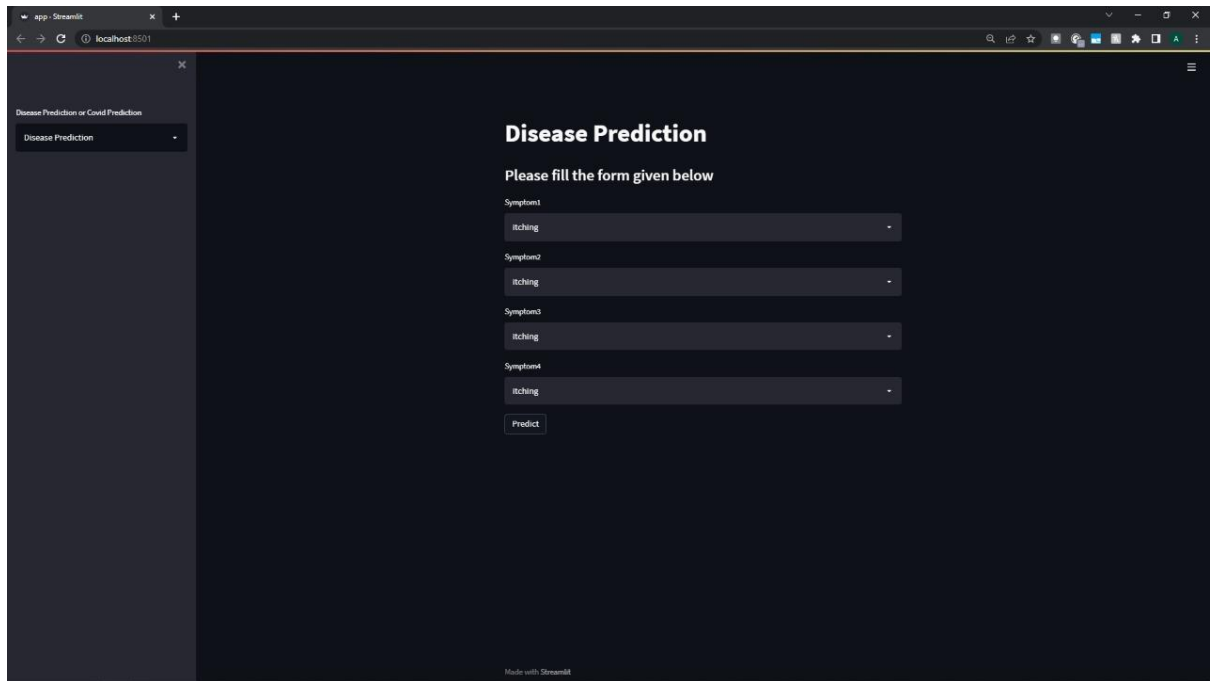 app · Streamlit
localhost:8501
Disease Prediction or Covid Prediction
Disease Prediction
Disease Prediction
Please fill the form given below
Symptom1
itching
Symptom2
itching
Symptom3
itching
Symptom4
itching
Predict
Made with Streamlit
A